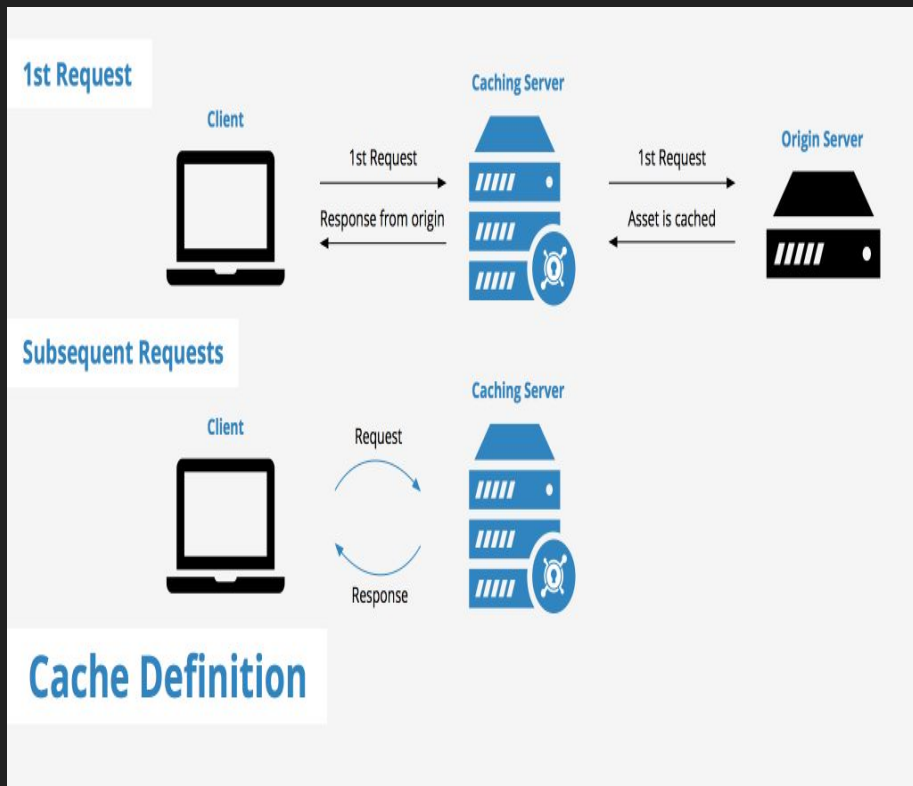 1st Request
Caching Server
Client
Origin Server
1st Request
1st Request
Response from origin
Asset is cached
Subsequent Requests
Caching Server
Client
Request
Response
Cache Definition